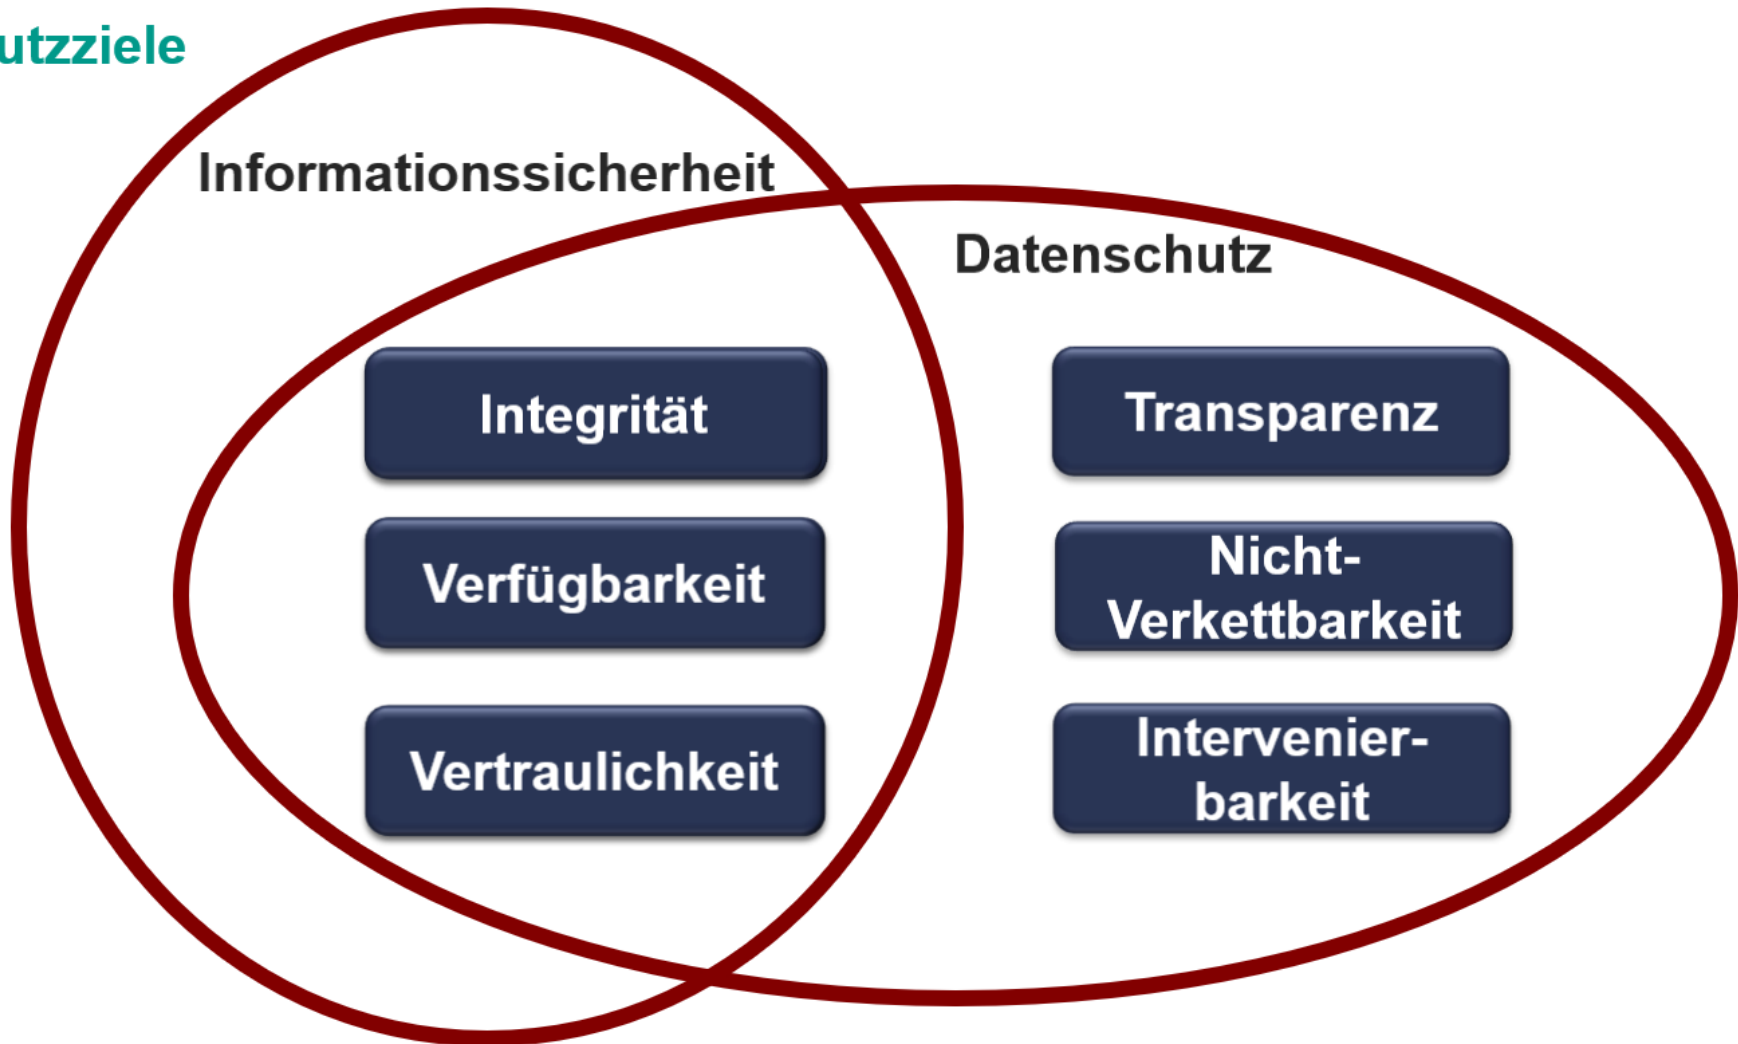 utzziele
Informationssicherheit
Datenschutz
Integrität
Verfügbarkeit
Vertraulichkeit
Transparenz
Nicht-
Verkettbarkeit
Intervenier-
barkeit